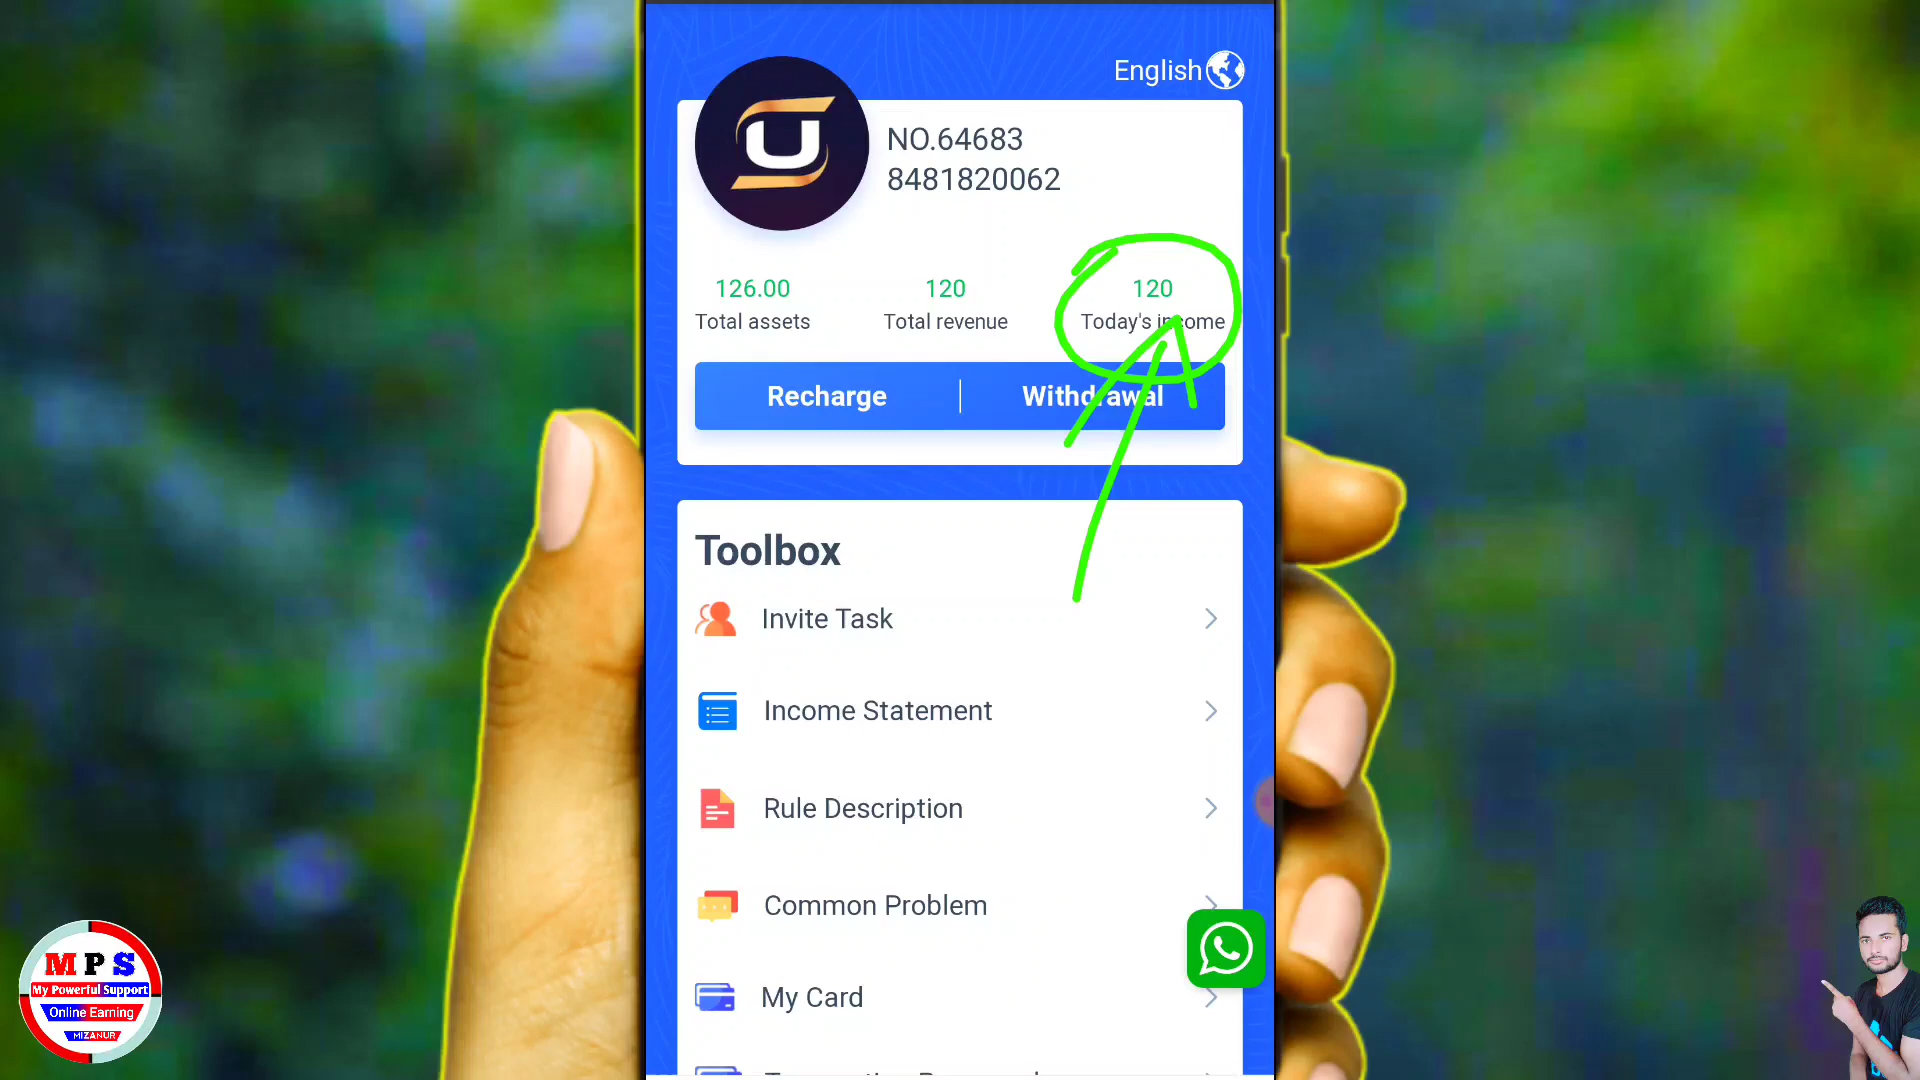 English
U
NO.64683
8481820062
126.00
Total assets
120
Total revenue
120
Today's income
Recharge
Withdrawal
Toolbox
Invite Task
Income Statement
Rule Description
Common Problem
My Card
M P S
My Powerful Support
Online Earning
MIZANUR